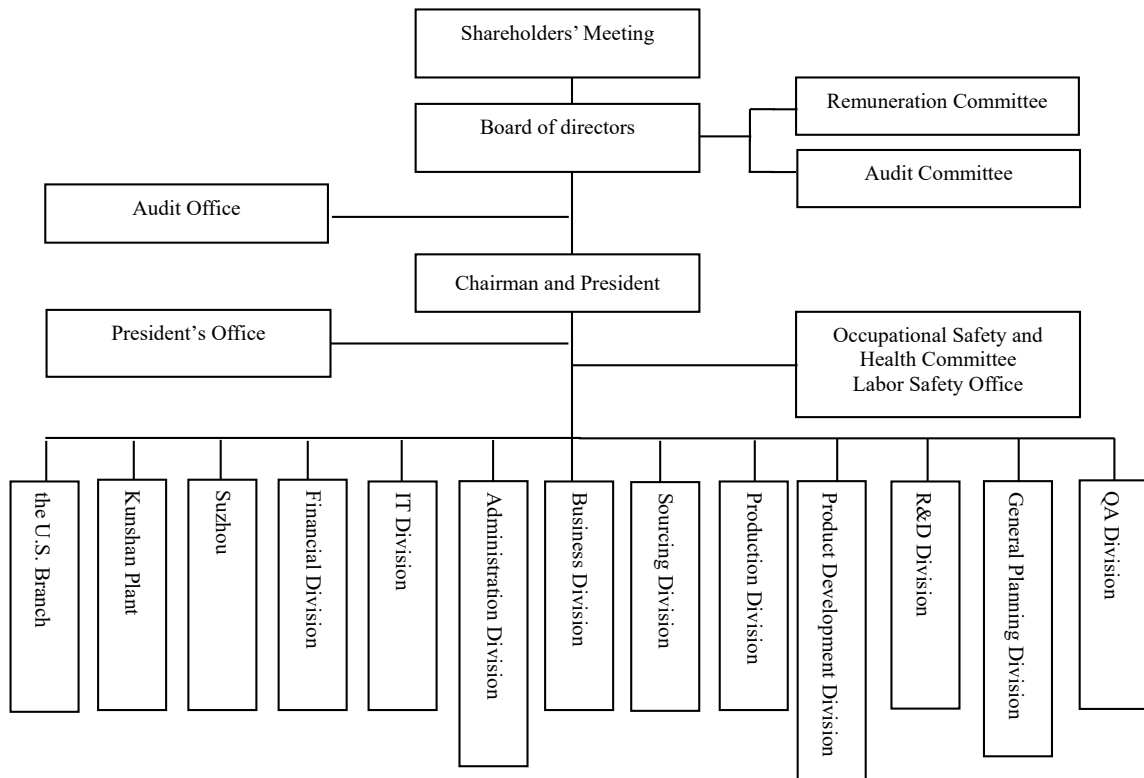 Shareholders’ Meeting
Board of directors
Remuneration Committee
Audit Committee
Audit Office
Chairman and President
President’s Office
Occupational Safety and
Health Committee
Labor Safety Office
the U.S. Branch
Kunshan Plant
Suzhou
Financial Division
IT Division
Administration Division
Business Division
Sourcing Division
Production Division
Product Development Division
R&D Division
General Planning Division
QA Division